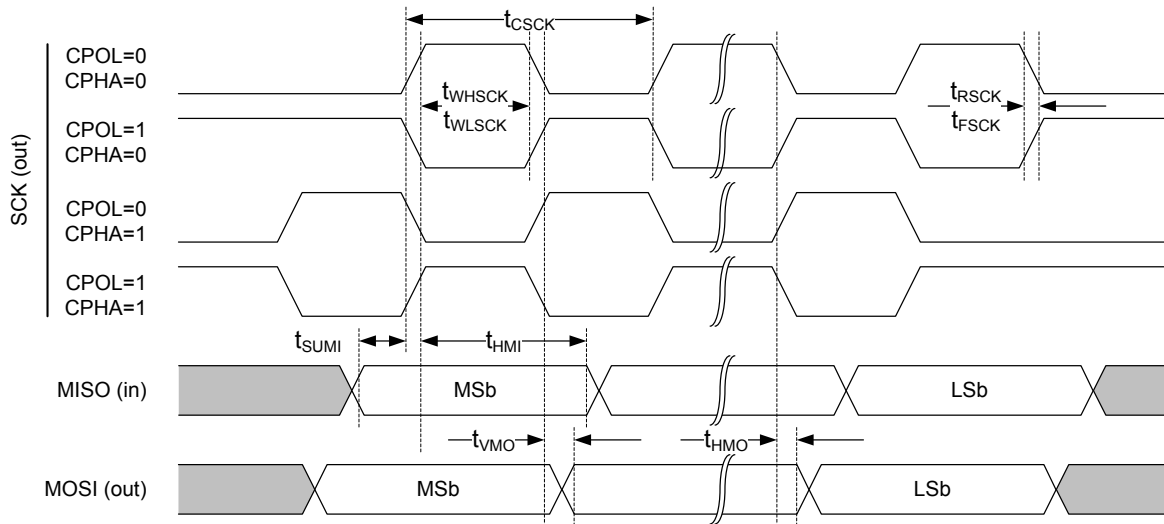 tCSCK
CPOL=0
CPHA=0
tWHSCK
tWLSCK
tRSCK
tFSCK
CPOL=1
CPHA=0
SCK (out)
CPOL=0
CPHA=1
CPOL=1
CPHA=1
tSUMI
tHMI
MISO (in)
MSb
LSb
tVMO
tHMO
MOSI (out)
MSb
LSb